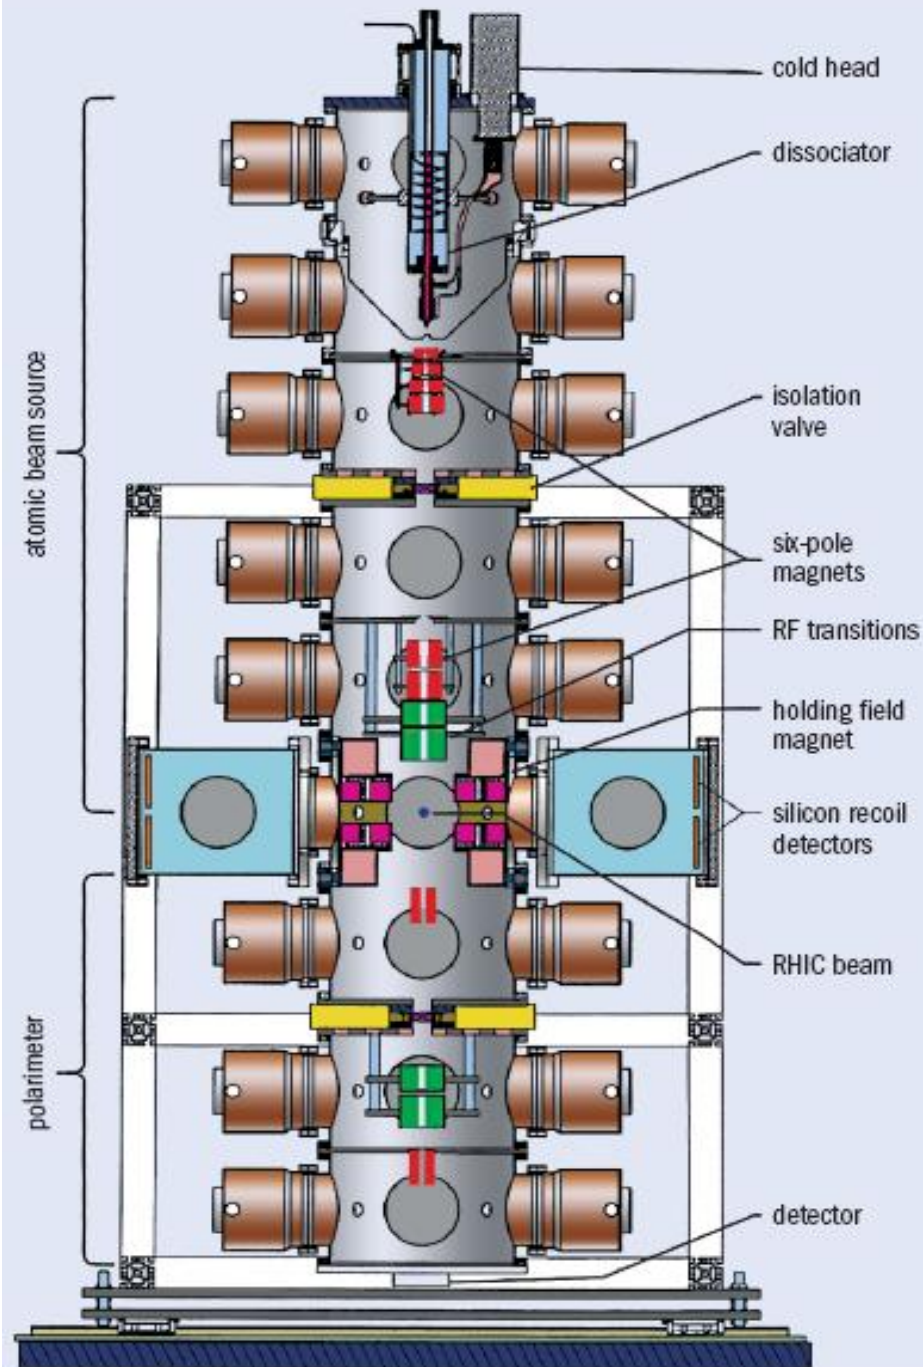 cold head
dissociator
atomic beam source
isolation
valve
six-pole
magnets
RF transitions
holding field
magnet
silicon recoil
detectors
RHIC beam
polarimeter
detector